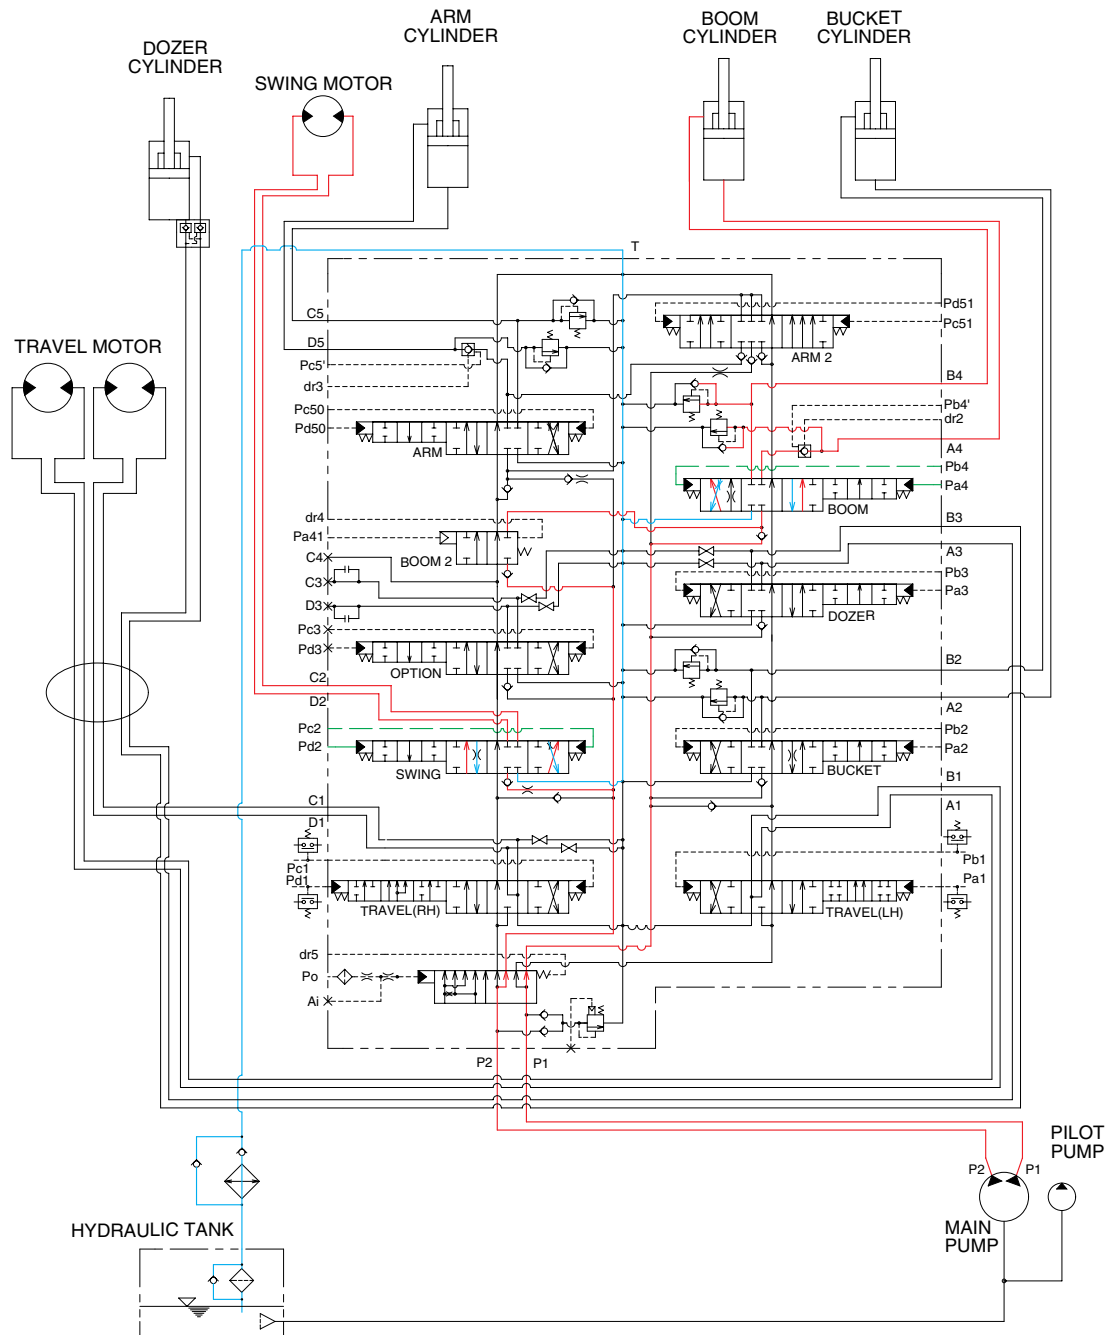 DOZER
CYLINDER
SWING MOTOR
ARM
CYLINDER
BOOM
CYLINDER
BUCKET
CYLINDER
TRAVEL MOTOR
T
C5
D5
Pc5'
dr3
Pc50
Pd50
ARM
dr4
Pa41
BOOM 2
C4
C3
D3
Pc3
Pd3
OPTION
C2
D2
Pc2
Pd2
SWING
C1
D1
Pc1
Pd1
TRAVEL(RH)
dr5
Po
Ai
Pd51
Pc51
ARM 2
B4
Pb4'
dr2
A4
Pb4
Pa4
BOOM
B3
A3
Pb3
Pa3
DOZER
B2
A2
Pb2
Pa2
BUCKET
B1
A1
Pb1
Pa1
TRAVEL(LH)
P2
P1
PILOT
PUMP
P2
P1
MAIN
PUMP
HYDRAULIC TANK